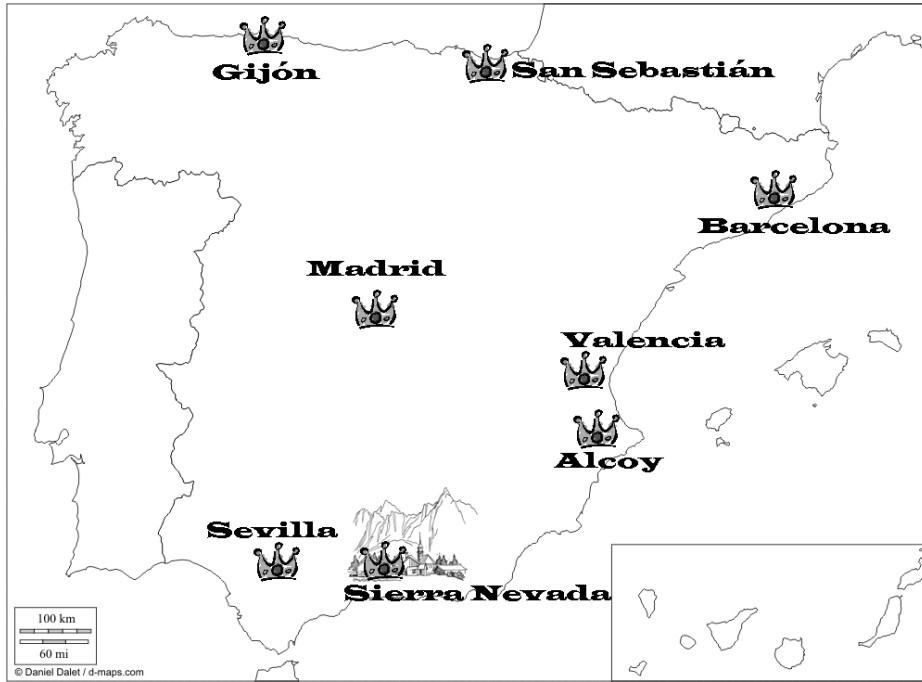 Gijón
San Sebastián
Barcelona
Madrid
Valencia
Alcoy
Sevilla
Sierra Nevada
100 km
60 mi
© Daniel Dalet / d-maps.com